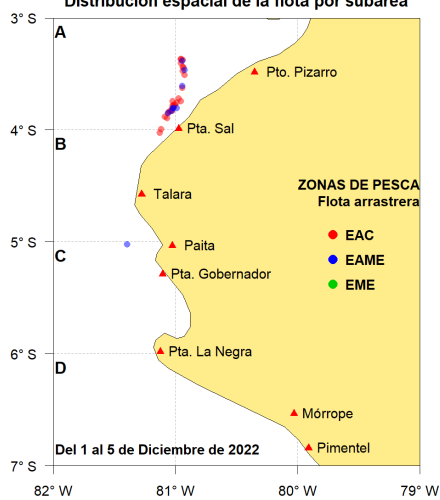 Distribución espacial de la flota por subárea
3° S
A
Pto. Pizarro
4° S
Pta. Sal
B
ZONAS DE PESCA
Flota arrastrera
Talara
EAC
5° S
Paita
C
EAME
Pta. Gobernador
EME
6° S
Pta. La Negra
D
Mórrope
Del 1 al 5 de Diciembre de 2022
Pimentel
7° S
82° W
81° W
80° W
79° W